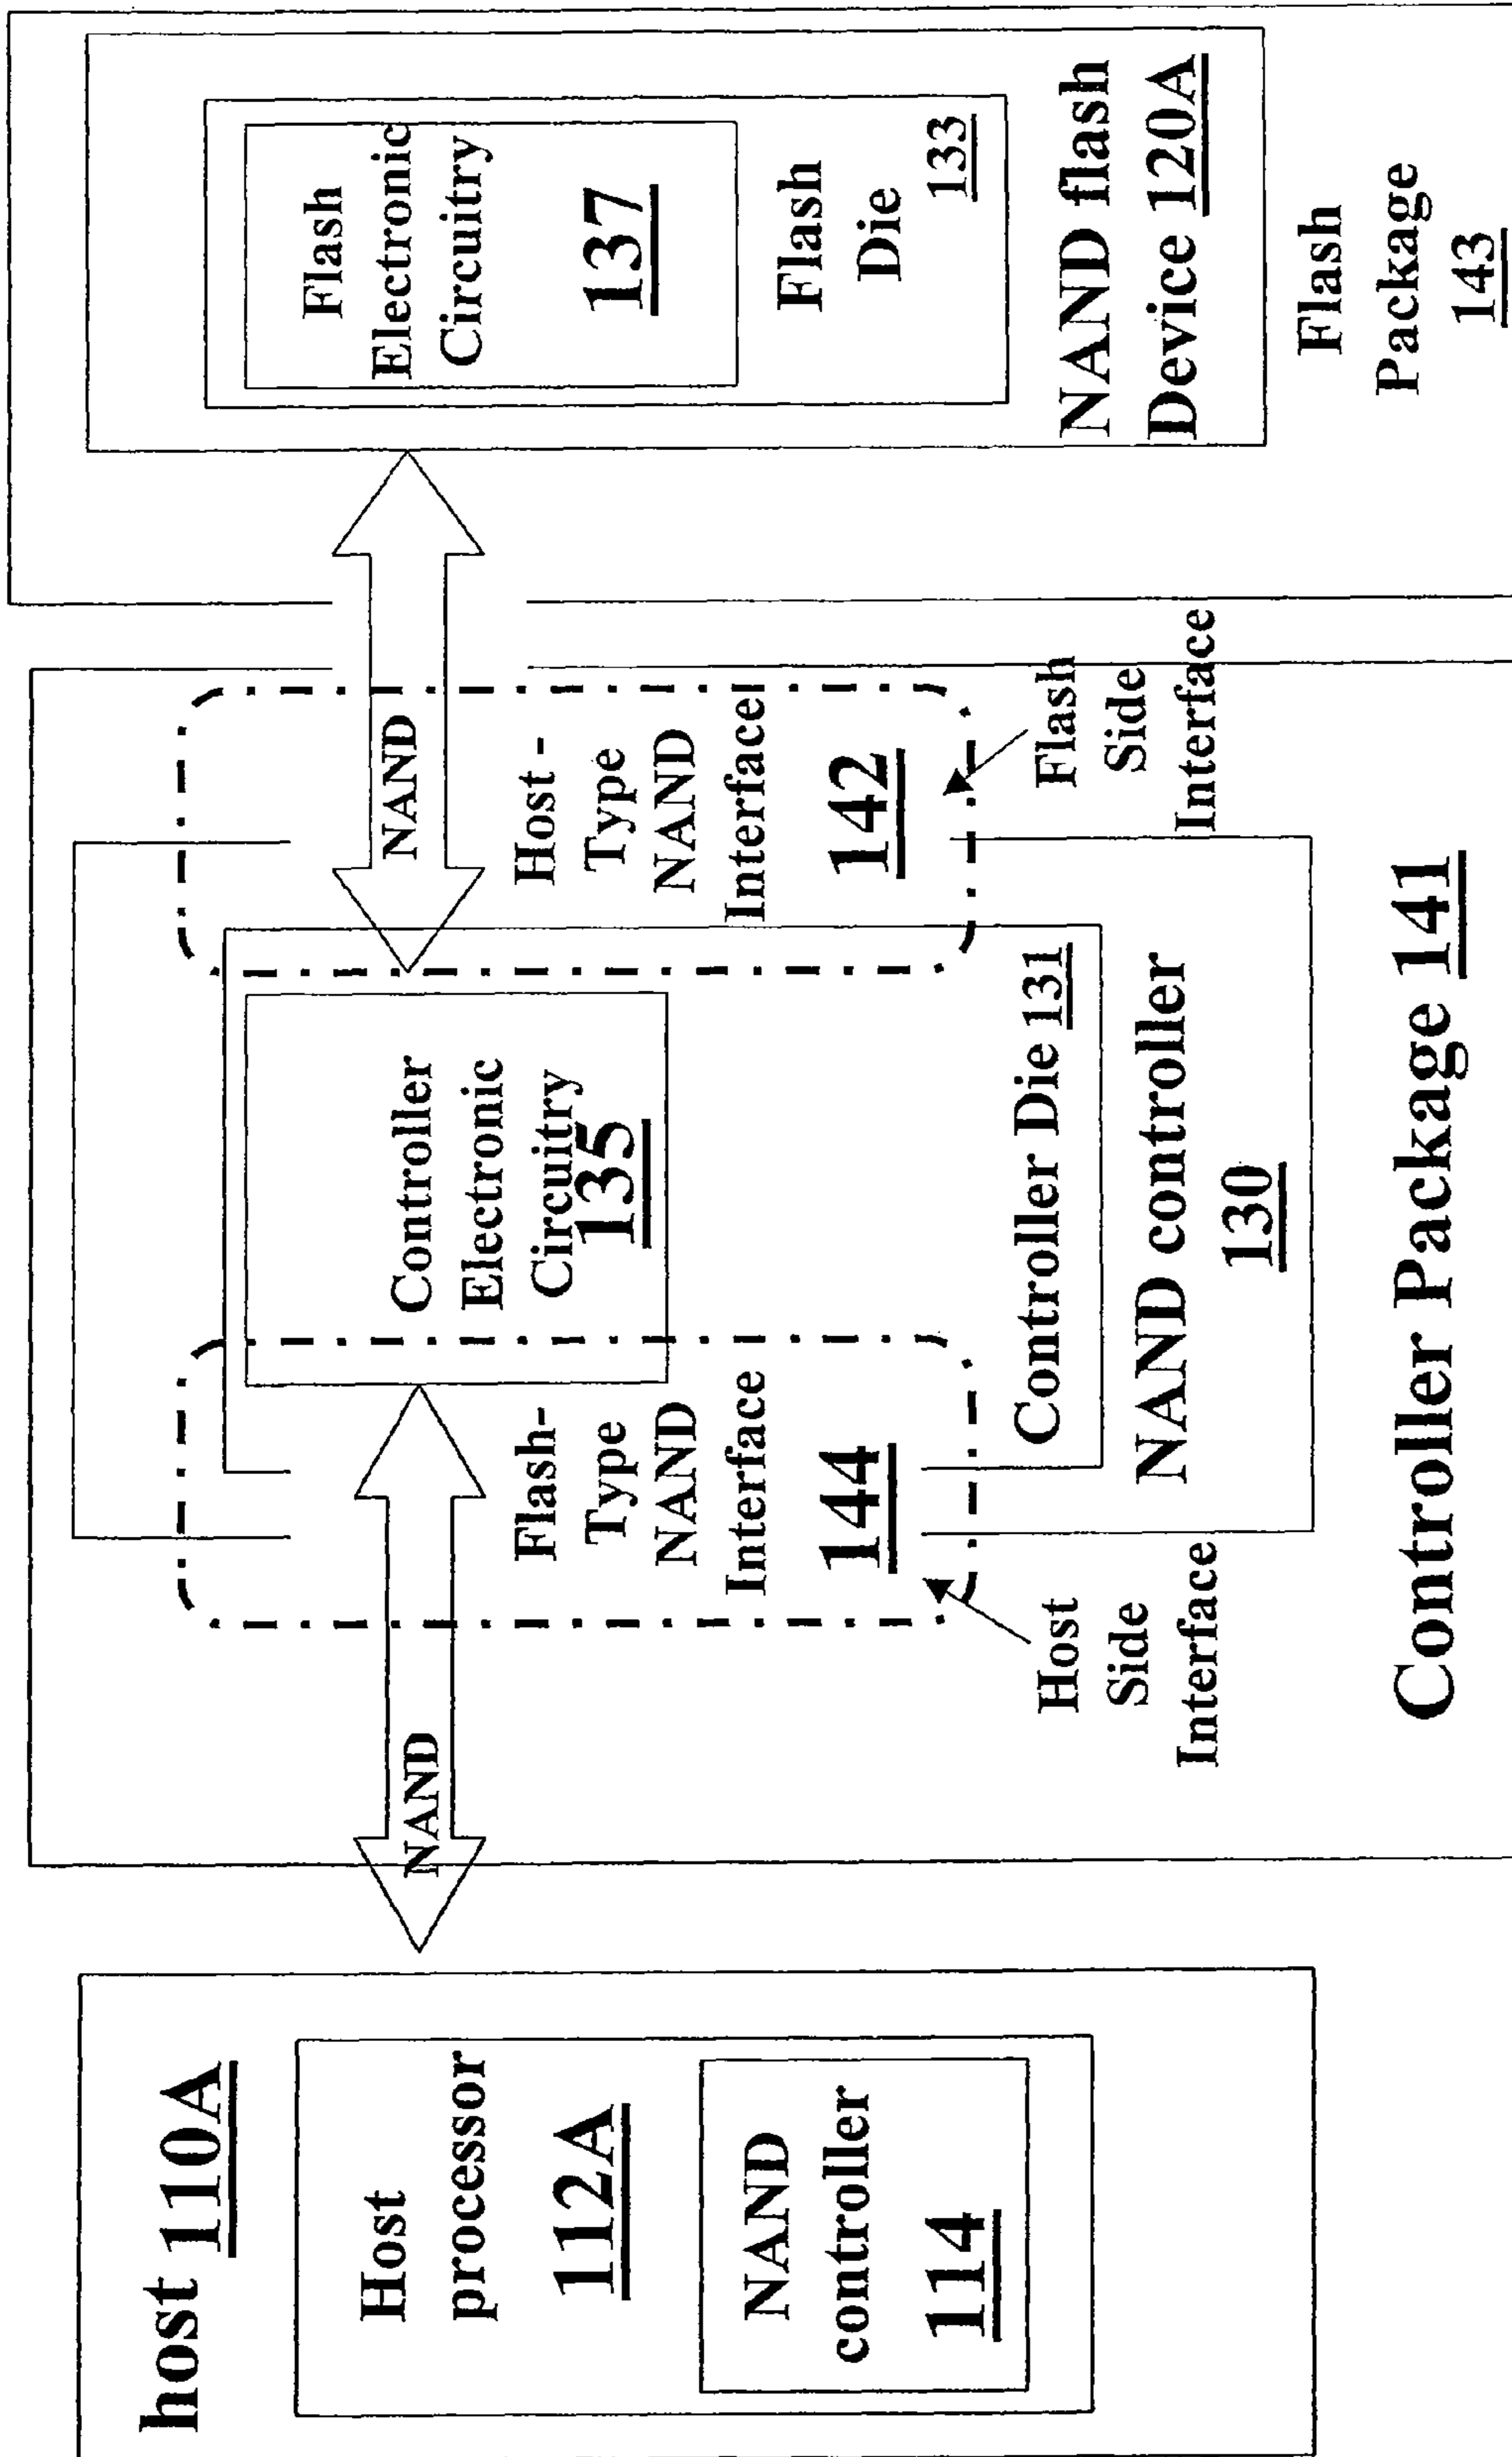 host 110A
Host
processor
112A
NAND
controller
114
NAND
Flash-
Type
NAND
Interface
144
Host
Side
Interface
Controller
Electronic
Circuitry
135
Controller Die 131
NAND controller
130
Controller Package 141
NAND
Host -
Type
NAND
Interface
142
Flash
Side
Interface
Flash
Electronic
Circuitry
137
Flash
Die 133
NAND flash
Device 120A
Flash
Package
143